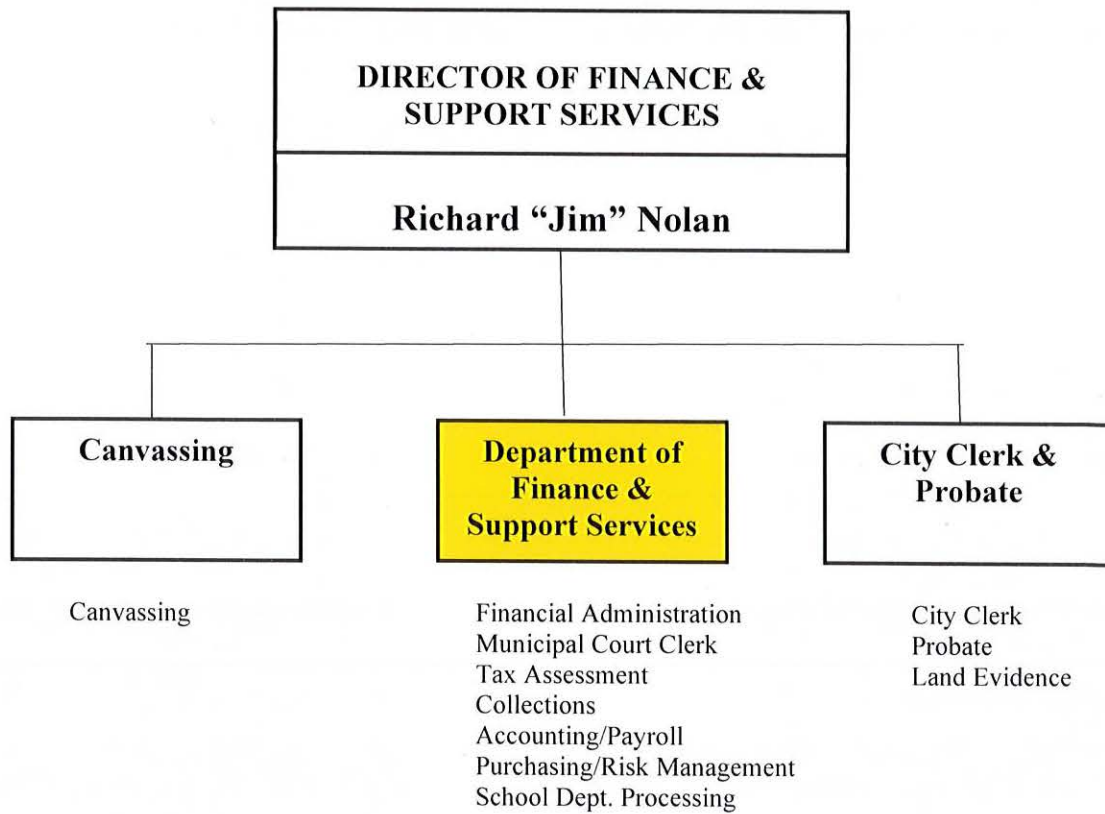 DIRECTOR OF FINANCE &
SUPPORT SERVICES
Richard “Jim” Nolan
Canvassing
Department of
Finance &
Support Services
City Clerk &
Probate
Canvassing
Financial Administration
Municipal Court Clerk
Tax Assessment
Collections
Accounting/Payroll
Purchasing/Risk Management
School Dept. Processing
City Clerk
Probate
Land Evidence